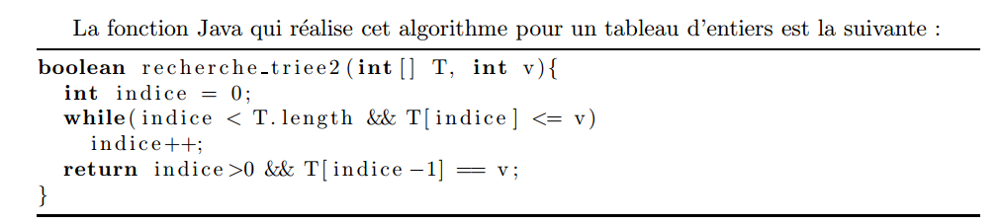 La fonction Java qui réalise cet algorithme pour un tableau d'entiers est la suivante :
boolean recherche_triee2(int[] T, int v){
int indice = 0;
while(indice < T.length && T[indice] <= v)
indice++;
return indice>0 && T[indice-1] == v;
}